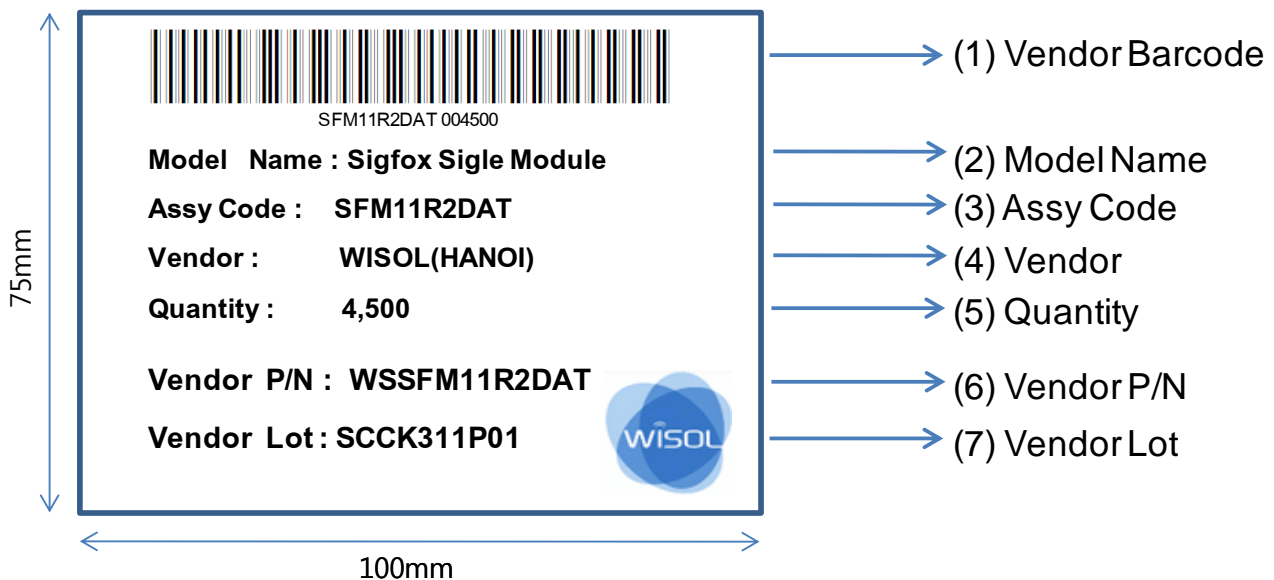 SFM11R2DAT 004500
(1) Vendor Barcode
Model Name : Sigfox Sigle Module
(2) Model Name
Assy Code : SFM11R2DAT
(3) Assy Code
Vendor : WISOL(HANOI)
(4) Vendor
Quantity : 4,500
(5) Quantity
Vendor P/N : WSSFM11R2DAT
(6) Vendor P/N
Vendor Lot : SCCK311P01
(7) Vendor Lot
WISOL
75mm
100mm